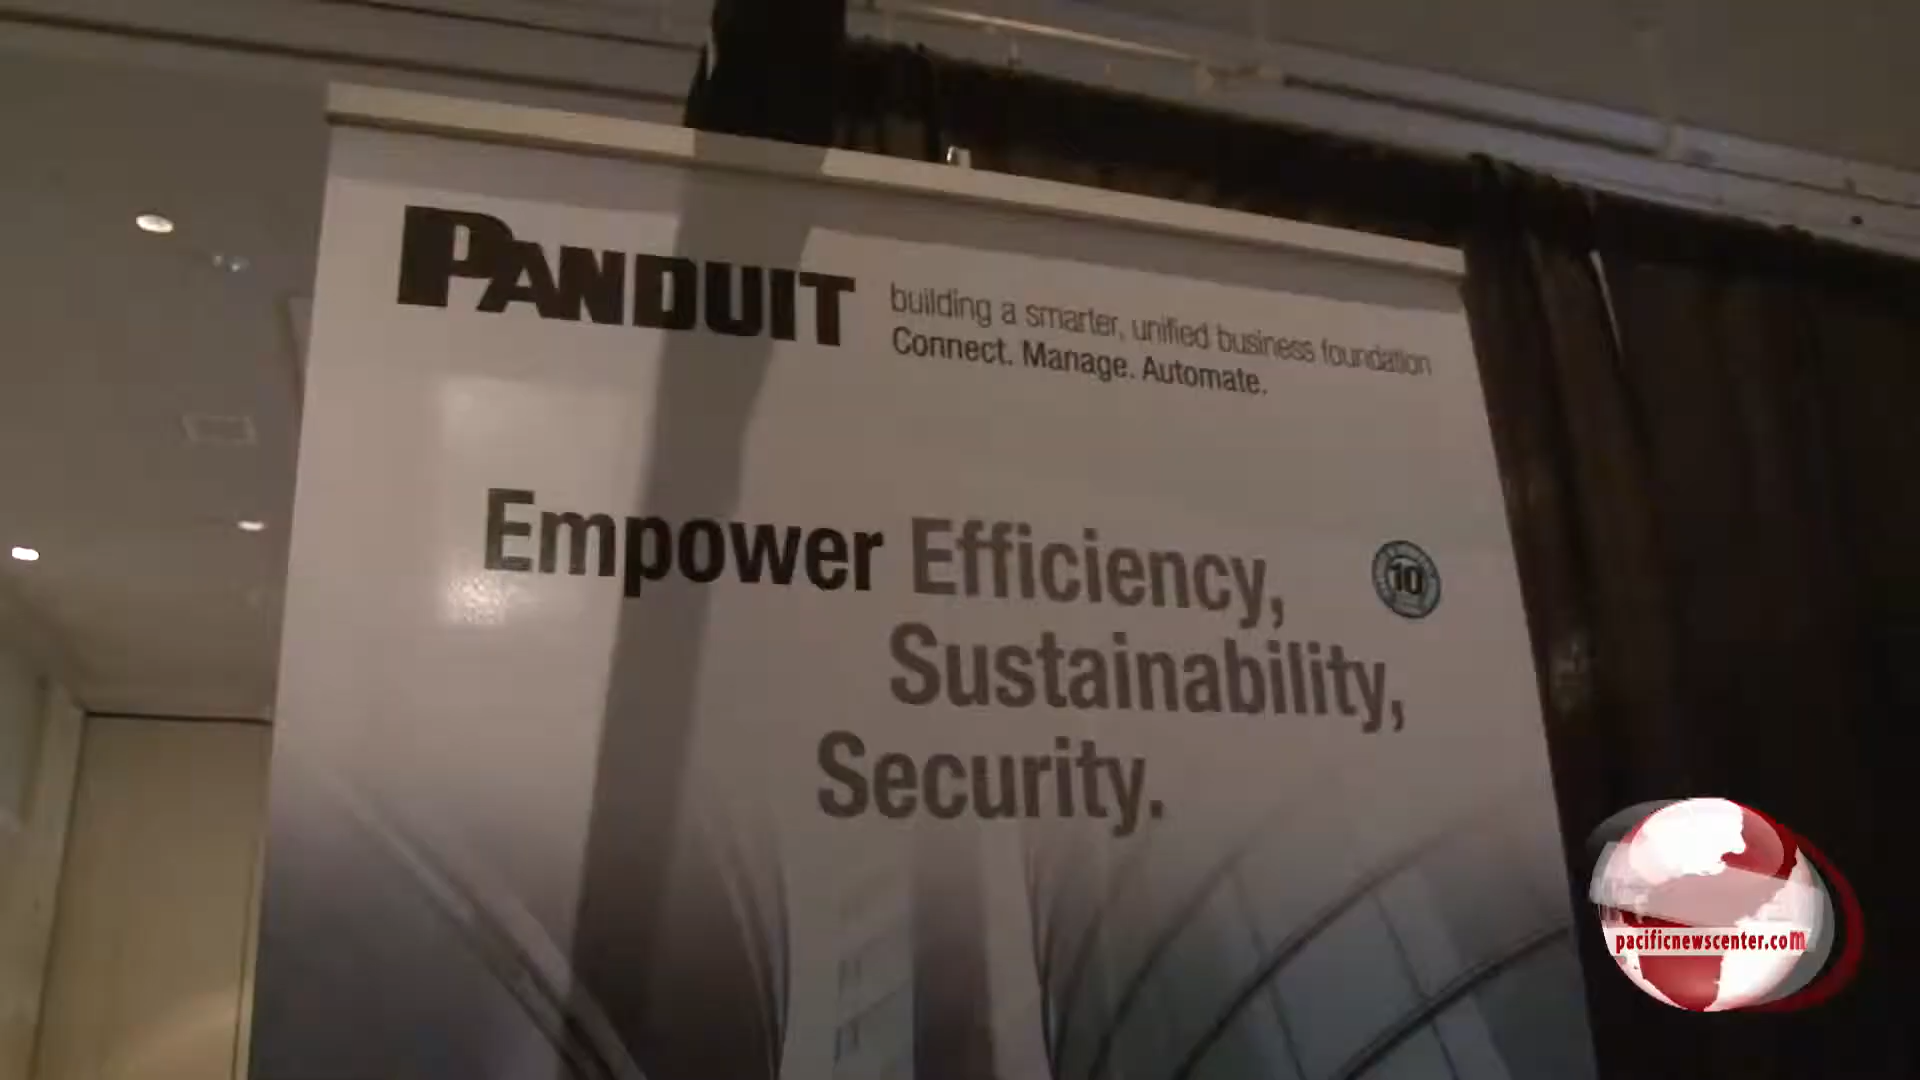 PANDUIT
building a smarter, unified business foundation
Connect. Manage. Automate.
Empower Efficiency,
Sustainability,
Security.
10
pacificnewscenter.com